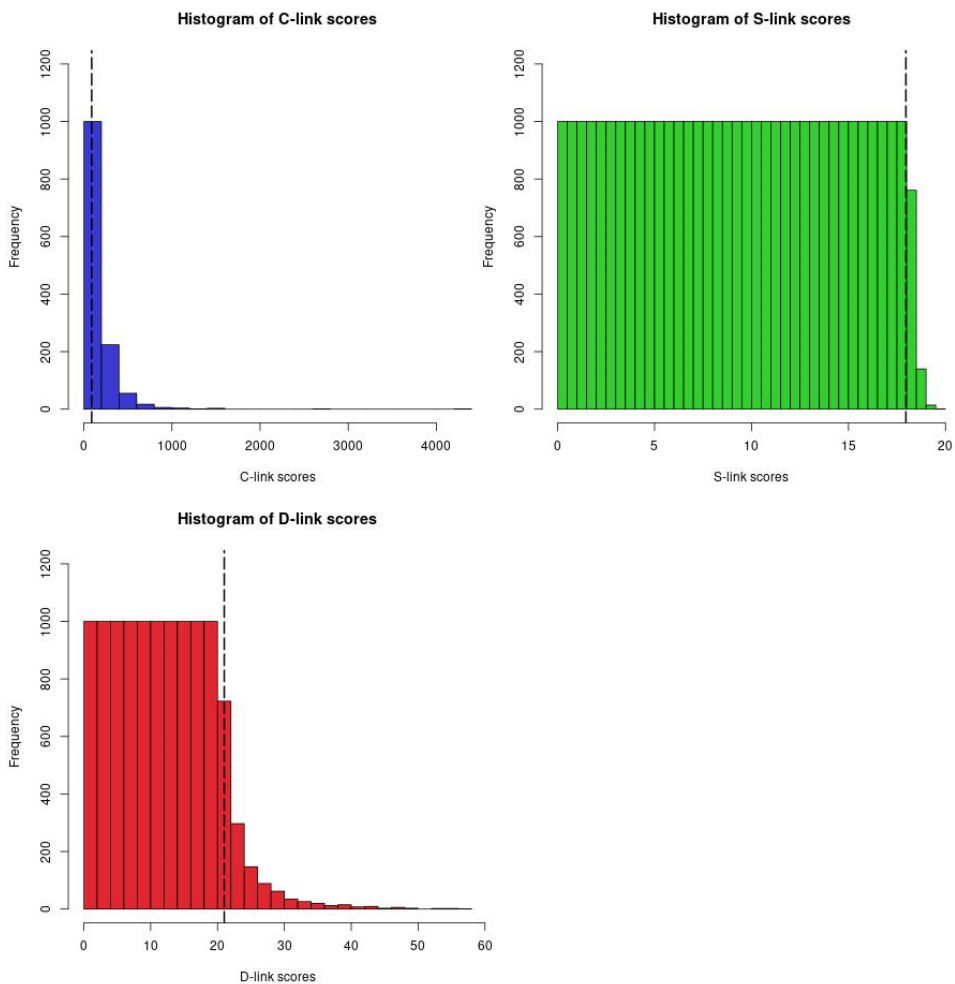 Histogram of C-link scores
Frequency
0 200 400 600 800 1000 1200
0 1000 2000 3000 4000
C-link scores
Histogram of S-link scores
Frequency
0 200 400 600 800 1000 1200
0 5 10 15 20
S-link scores
Histogram of D-link scores
Frequency
0 200 400 600 800 1000 1200
0 10 20 30 40 50 60
D-link scores